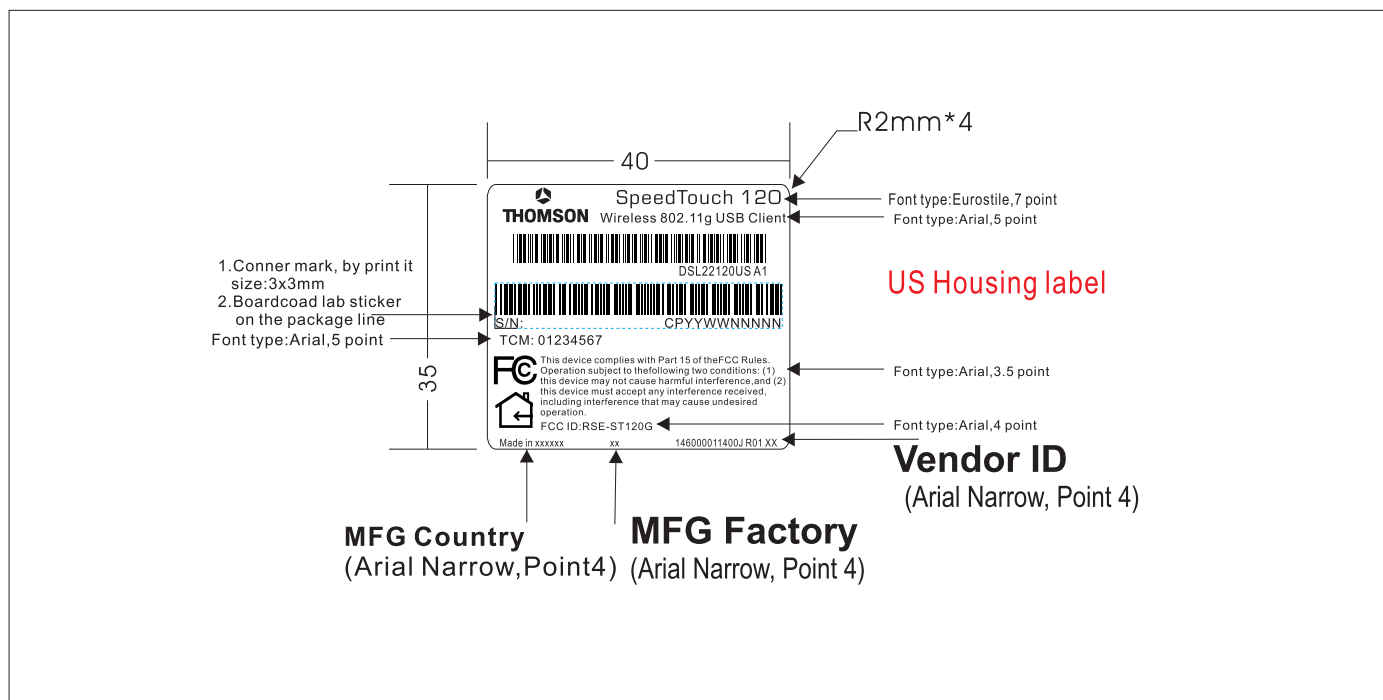 R2mm*4
40
SpeedTouch 120
Font type:Eurostile,7 point
THOMSON
Wireless 802.11g USB Client
Font type:Arial,5 point
DSL22120US A1
US Housing label
1.Conner mark, by print it
size:3x3mm
2.Boardcoad lab sticker
on the package line
S/N: CPYYWWNNNNN
Font type:Arial,5 point
TCM: 01234567
35
FC
This device complies with Part 15 of theFCC Rules.
Operation subject to thefollowing two conditions: (1)
this device may not cause harmful interference,and (2)
this device must accept any interference received,
including interference that may cause undesired
operation.
Font type:Arial,3.5 point
FCC ID:RSE-ST120G
Font type:Arial,4 point
Made in xxxxxx xx 146000011400J R01 XX
Vendor ID
(Arial Narrow, Point 4)
MFG Country
(Arial Narrow,Point4)
MFG Factory
(Arial Narrow, Point 4)